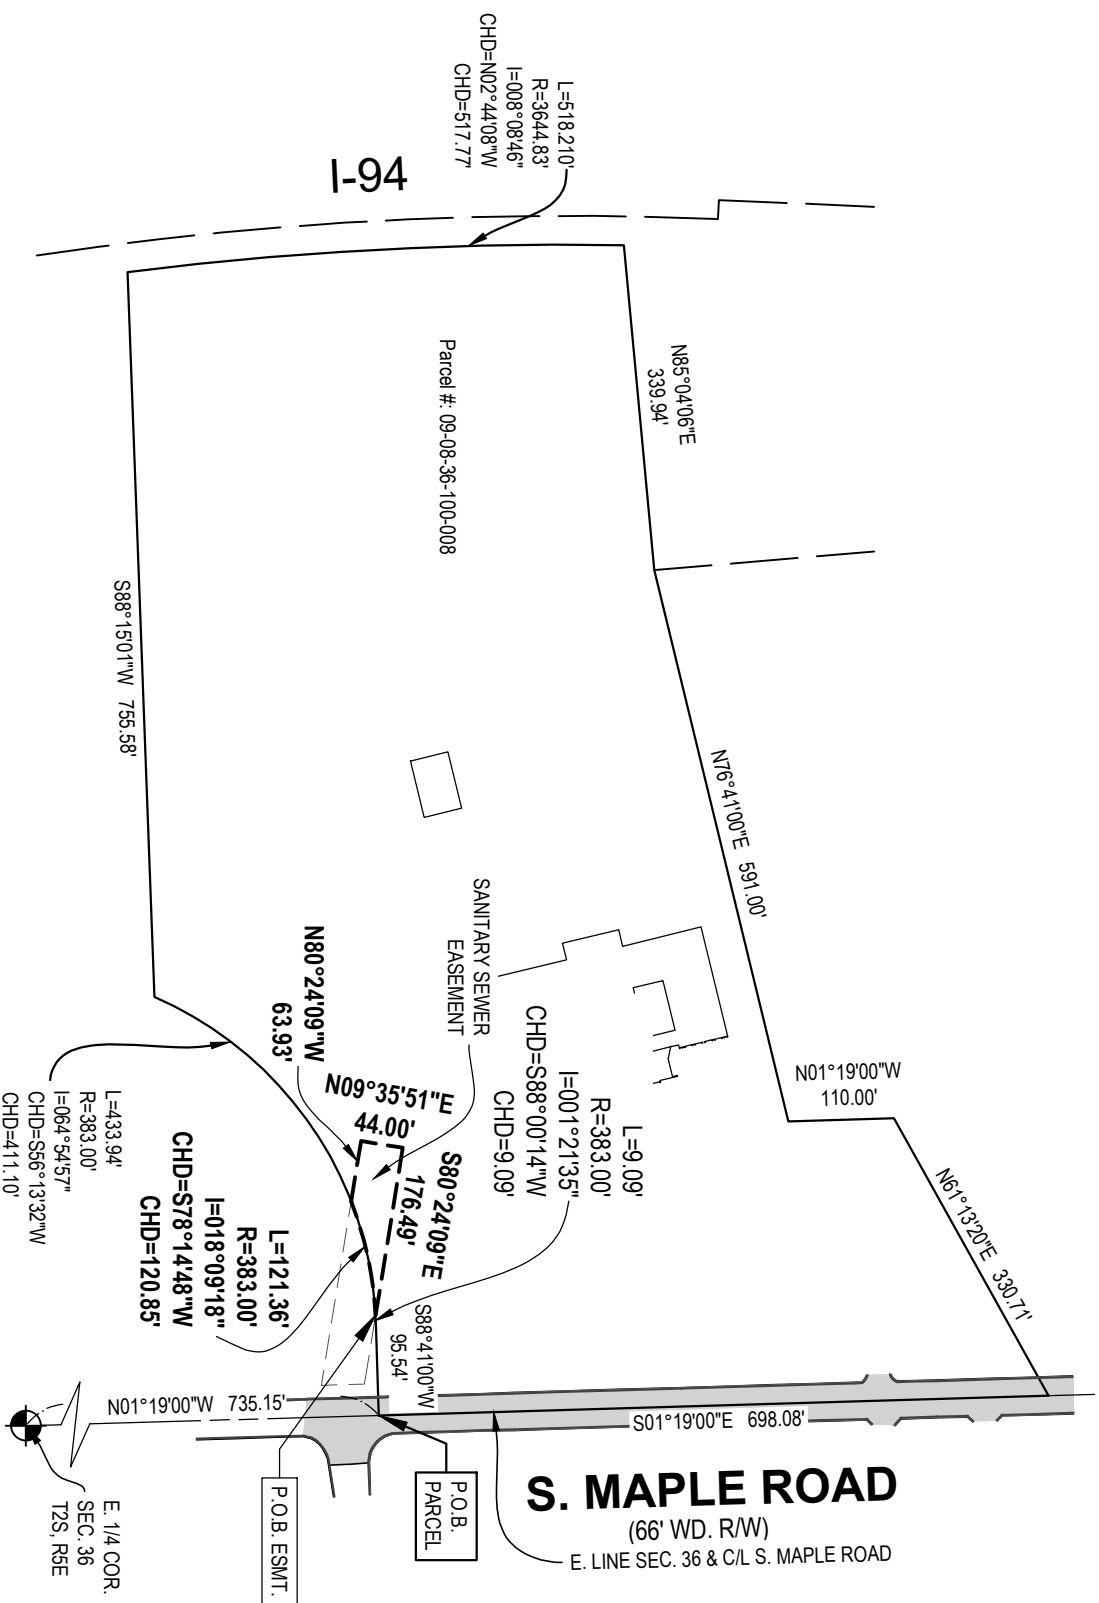 L=518.210'
R=3644.83'
I=008°08'46"
CHD=N02°44'08"W
CHD=517.77'
I-94
N85°04'06"E
339.94'
Parcel #: 09-08-36-100-008
S88°15'01"W 755.58'
N76°41'00"E 591.00'
SANITARY SEWER
EASEMENT
N80°24'09"W
63.93'
N09°35'51"E
44.00'
S80°24'09"E
176.49'
L=9.09'
R=383.00'
I=001°21'35"
CHD=S88°00'14"W
CHD=9.09'
N01°19'00"W
110.00'
N61°13'20"E 330.71'
L=433.94'
R=383.00'
I=064°54'57"
CHD=S56°13'32"W
CHD=411.10'
L=121.36'
R=383.00'
I=018°09'18"
CHD=S78°14'48"W
CHD=120.85'
S88°41'00"W
95.54'
N01°19'00"W 735.15'
S01°19'00"E 698.08'
S. MAPLE ROAD
(66' WD. R/W)
E. LINE SEC. 36 & C/L S. MAPLE ROAD
P.O.B.
PARCEL
P.O.B. ESMT.
E. 1/4 COR.
SEC. 36
T2S, R5E